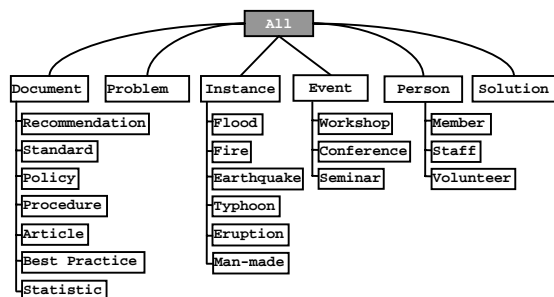 All
Document Problem Instance Event Person Solution
Recommendation Flood Workshop Member
Standard Fire Conference Staff
Policy Earthquake Seminar Volunteer
Procedure Typhoon
Article Eruption
Best Practice Man-made
Statistic